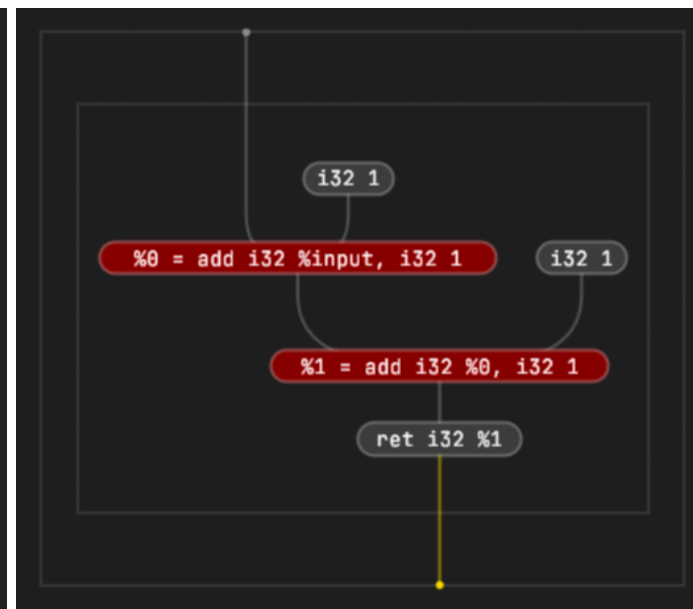 i32 1
%0 = add i32 %input, i32 1
i32 1
%1 = add i32 %0, i32 1
ret i32 %1